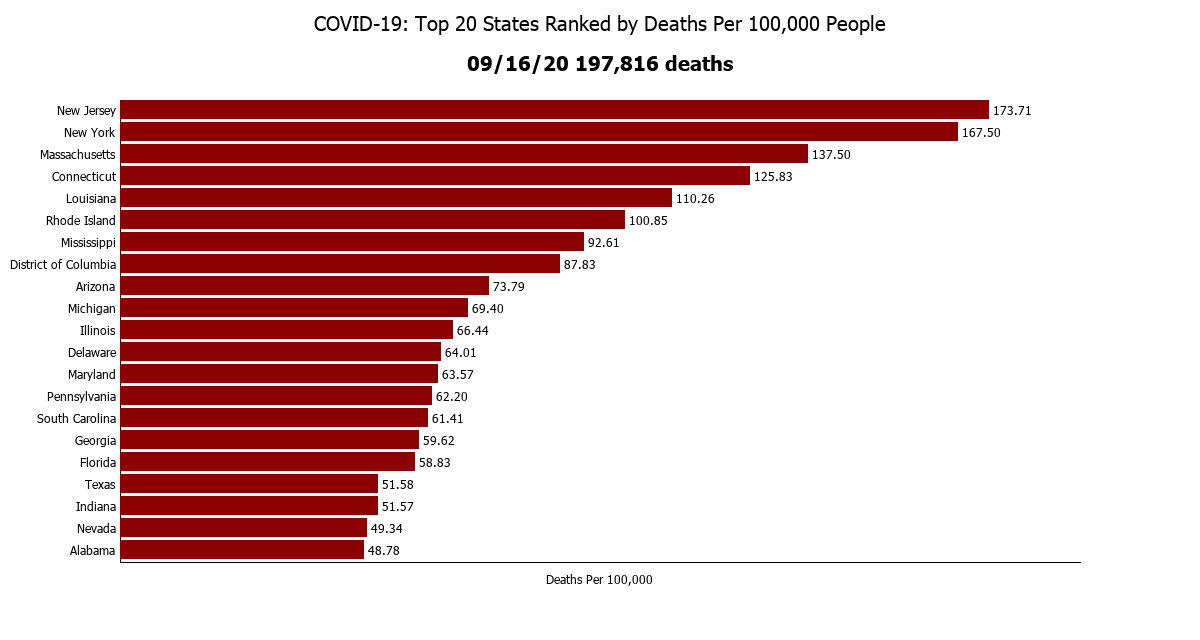 COVID-19: Top 20 States Ranked by Deaths Per 100,000 People
09/16/20 197,816 deaths
New Jersey 173.71
New York 167.50
Massachusetts 137.50
Connecticut 125.83
Louisiana 110.26
Rhode Island 100.85
Mississippi 92.61
District of Columbia 87.83
Arizona 73.79
Michigan 69.40
Illinois 66.44
Delaware 64.01
Maryland 63.57
Pennsylvania 62.20
South Carolina 61.41
Georgia 59.62
Florida 58.83
Texas 51.58
Indiana 51.57
Nevada 49.34
Alabama 48.78
Deaths Per 100,000